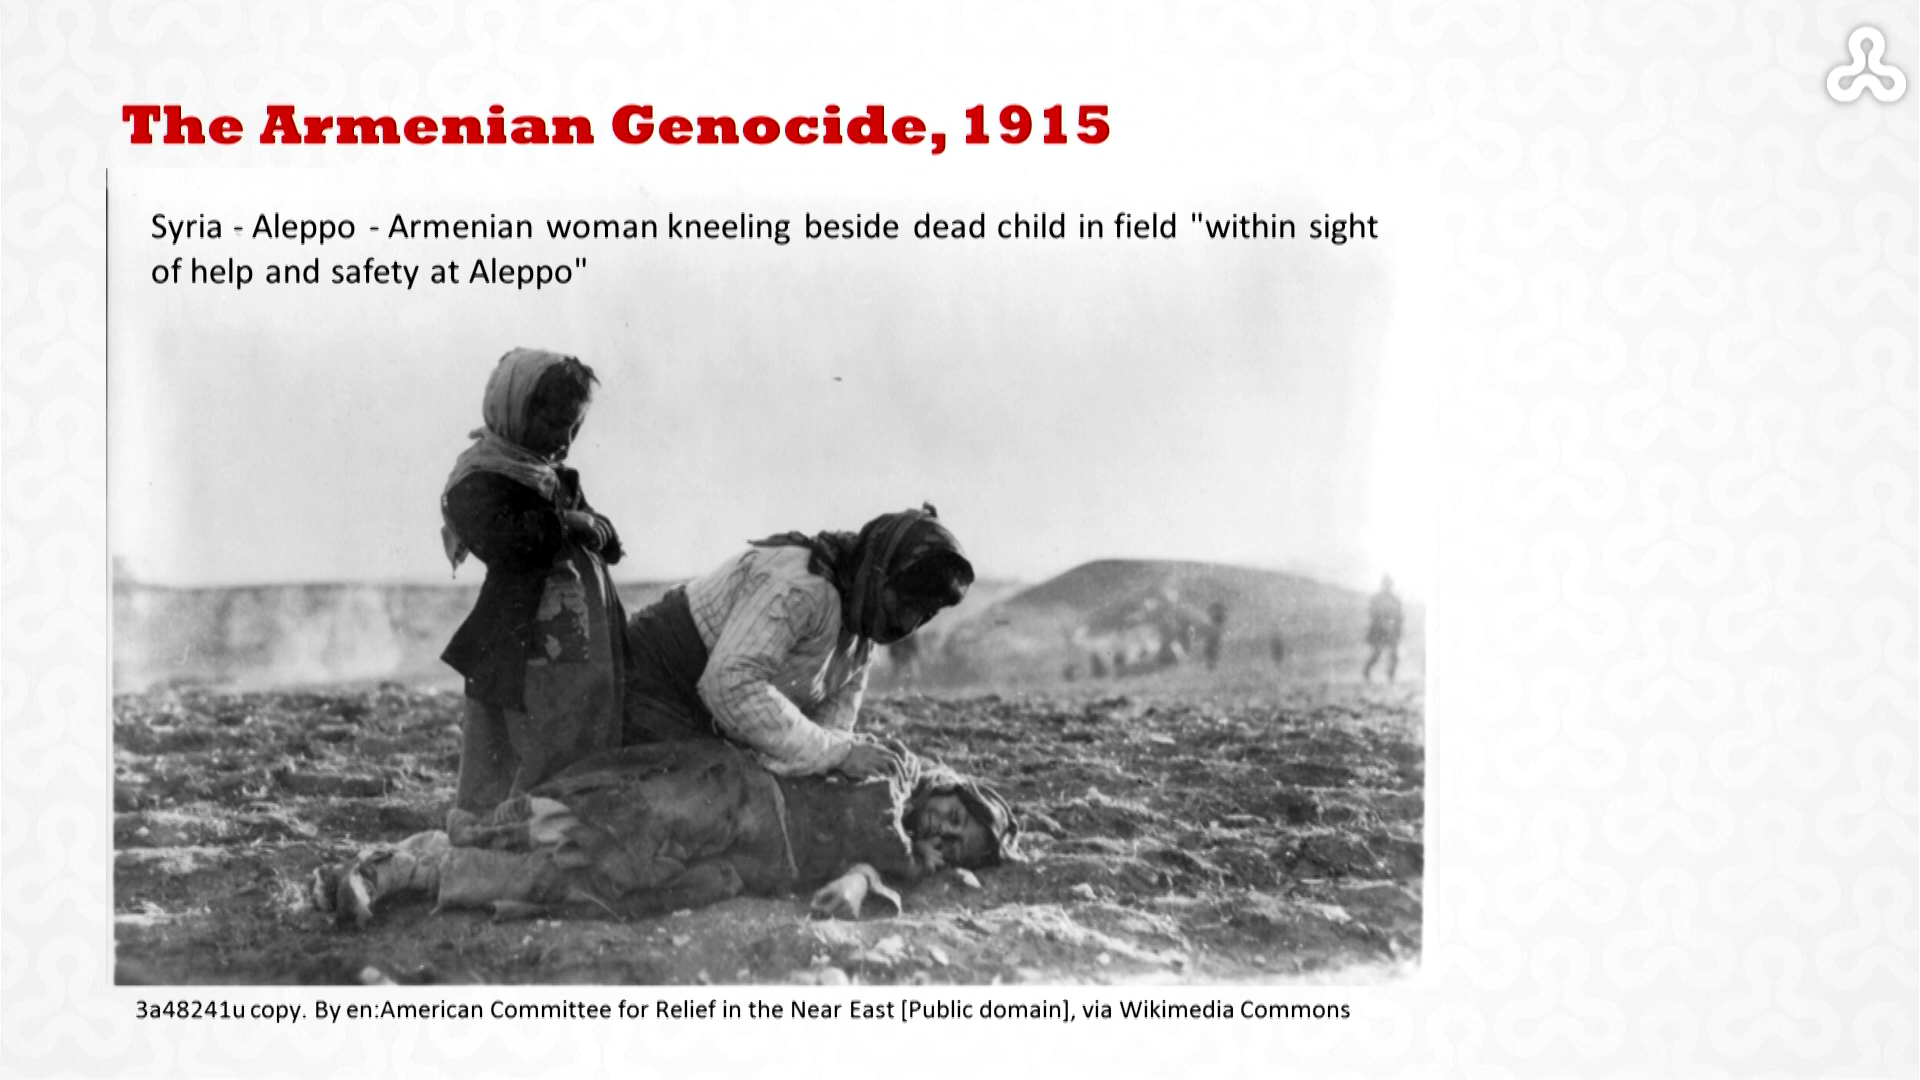 The Armenian Genocide, 1915
Syria - Aleppo - Armenian woman kneeling beside dead child in field "within sight
of help and safety at Aleppo"
3a48241u copy. By en:American Committee for Relief in the Near East [Public domain], via Wikimedia Commons